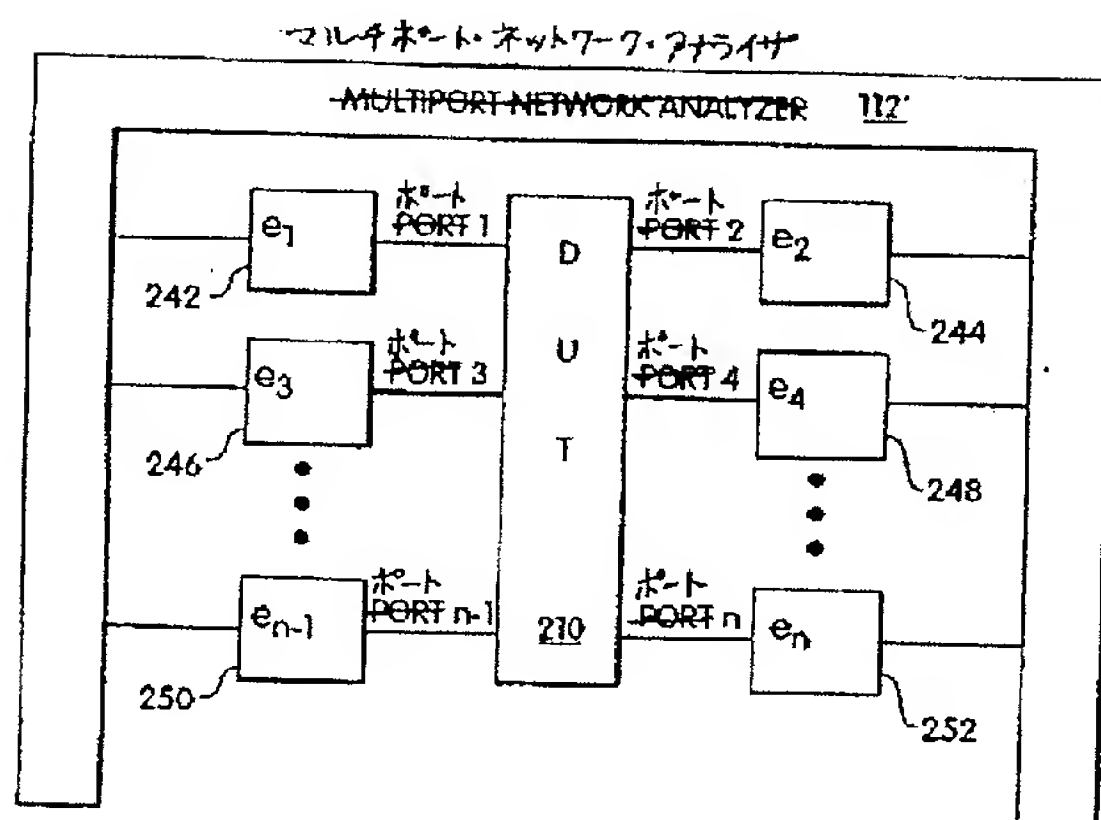 マルチポート・ネットワーク・アナライザ
MULTIPORT NETWORK ANALYZER 112'
ポート ポート
e1 PORT 1 D PORT 2 e2
242 244
ポート U ポート
e3 PORT 3 PORT 4 e4
246 T 248
ポート ポート
en-1 PORT n-1 210 PORT n en
250 252